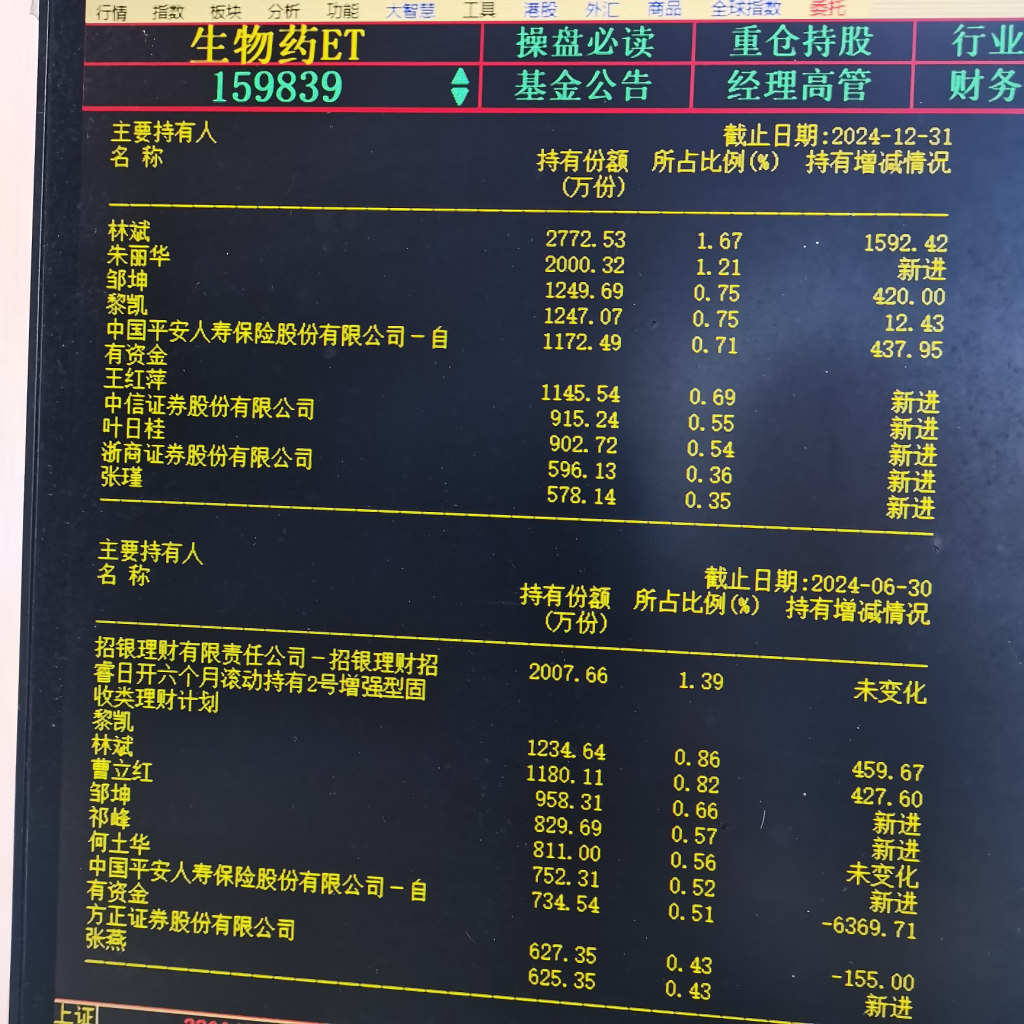 行情 指数 板块 分析 功能 大智慧 工具 港股 外汇 商品 全球指数 委托
生物药ET 操盘必读 重仓持股 行业
159839 基金公告 经理高管 财务
主要持有人 截止日期:2024-12-31
名 称 持有份额 所占比例(%) 持有增减情况
(万份)
林斌 2772.53 1.67 1592.42
朱丽华 2000.32 1.21 新进
邹坤 1249.69 0.75 420.00
黎凯 1247.07 0.75 12.43
中国平安人寿保险股份有限公司－自 1172.49 0.71 437.95
有资金
王红萍 1145.54 0.69 新进
中信证券股份有限公司 915.24 0.55 新进
叶日桂 902.72 0.54 新进
浙商证券股份有限公司 596.13 0.36 新进
张瑾 578.14 0.35 新进
主要持有人 截止日期:2024-06-30
名 称 持有份额 所占比例(%) 持有增减情况
(万份)
招银理财有限责任公司－招银理财招 2007.66 1.39 未变化
睿日开六个月滚动持有2号增强型固
收类理财计划
黎凯 1234.64 0.86 459.67
林斌 1180.11 0.82 427.60
曹立红 958.31 0.66 新进
邹坤 829.69 0.57 新进
祁峰 811.00 0.56 未变化
何土华 752.31 0.52 新进
中国平安人寿保险股份有限公司－自 734.54 0.51 -6369.71
有资金
方正证券股份有限公司 627.35 0.43 -155.00
张燕 625.35 0.43 新进
上证